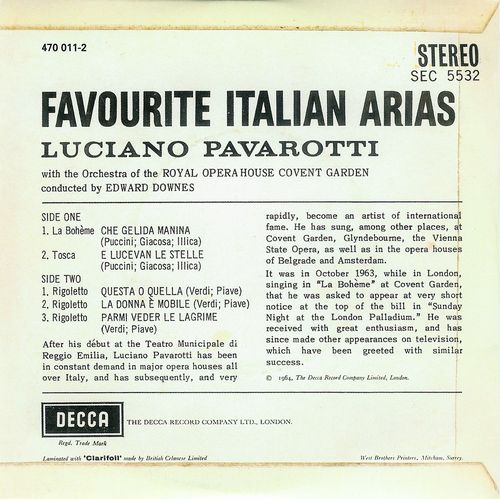 470 011-2
STEREO
SEC 5532
FAVOURITE ITALIAN ARIAS
LUCIANO PAVAROTTI
with the Orchestra of the ROYAL OPERA HOUSE COVENT GARDEN
conducted by EDWARD DOWNES
SIDE ONE
1. La Bohème CHE GELIDA MANINA
(Puccini; Giacosa; Illica)
2. Tosca E LUCEVAN LE STELLE
(Puccini; Giacosa; Illica)
SIDE TWO
1. Rigoletto QUESTA O QUELLA (Verdi; Piave)
2. Rigoletto LA DONNA È MOBILE (Verdi; Piave)
3. Rigoletto PARMI VEDER LE LAGRIME
(Verdi; Piave)
After his début at the Teatro Municipale di
Reggio Emilia, Luciano Pavarotti has been
in constant demand in major opera houses all
over Italy, and has subsequently, and very
rapidly, become an artist of international
fame. He has sung, among other places, at
Covent Garden, Glyndebourne, the Vienna
State Opera, as well as in the opera houses
of Belgrade and Amsterdam.
It was in October 1963, while in London,
singing in "La Bohème" at Covent Garden,
that he was asked to appear at very short
notice at the top of the bill in "Sunday
Night at the London Palladium." He was
received with great enthusiasm, and has
since made other appearances on television,
which have been greeted with similar
success.
© 1964, The Decca Record Company Limited, London.
DECCA
THE DECCA RECORD COMPANY LTD., LONDON.
Regd. Trade Mark
Laminated with 'Clarifoil' made by British Celanese Limited
West Brothers Printers, Mitcham, Surrey.